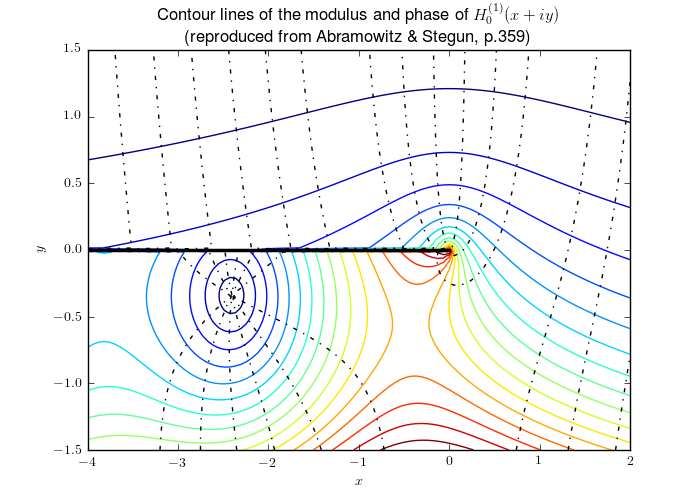 Contour lines of the modulus and phase of $H_0^{(1)}(x+iy)$
(reproduced from Abramowitz & Stegun, p.359)
1.5
1.0
0.5
0.0
−0.5
−1.0
−1.5
y
−4 −3 −2 −1 0 1 2
x